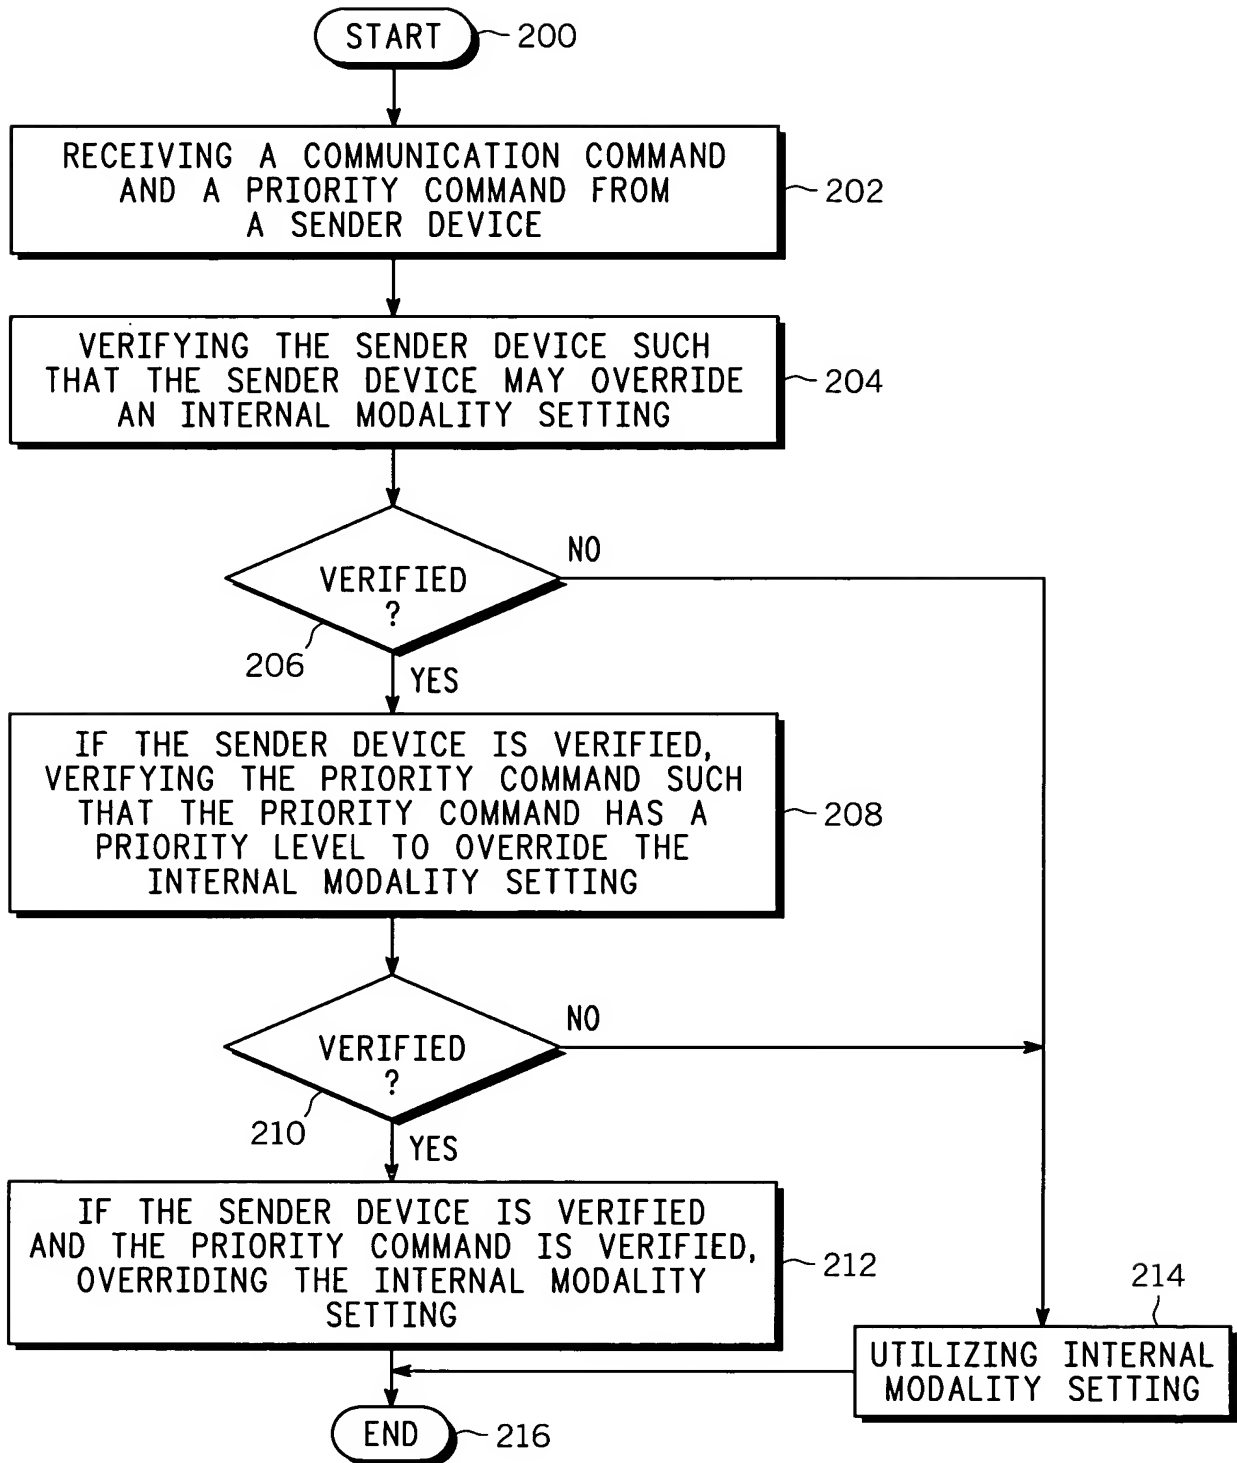 START
200
RECEIVING A COMMUNICATION COMMAND
AND A PRIORITY COMMAND FROM
A SENDER DEVICE
202
VERIFYING THE SENDER DEVICE SUCH
THAT THE SENDER DEVICE MAY OVERRIDE
AN INTERNAL MODALITY SETTING
204
VERIFIED
?
NO
206
YES
IF THE SENDER DEVICE IS VERIFIED,
VERIFYING THE PRIORITY COMMAND SUCH
THAT THE PRIORITY COMMAND HAS A
PRIORITY LEVEL TO OVERRIDE THE
INTERNAL MODALITY SETTING
208
VERIFIED
?
NO
210
YES
IF THE SENDER DEVICE IS VERIFIED
AND THE PRIORITY COMMAND IS VERIFIED,
OVERRIDING THE INTERNAL MODALITY
SETTING
212
214
UTILIZING INTERNAL
MODALITY SETTING
END
216